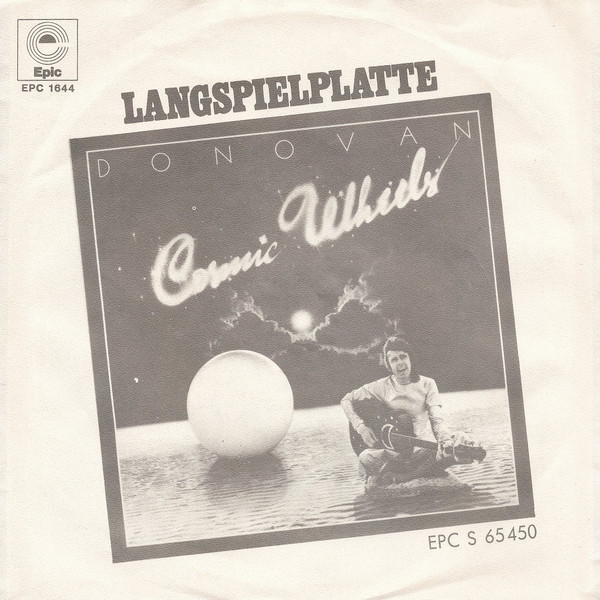 Epic
EPC 1644
LANGSPIELPLATTE
DONOVAN
Cosmic Wheels
EPC S 65450